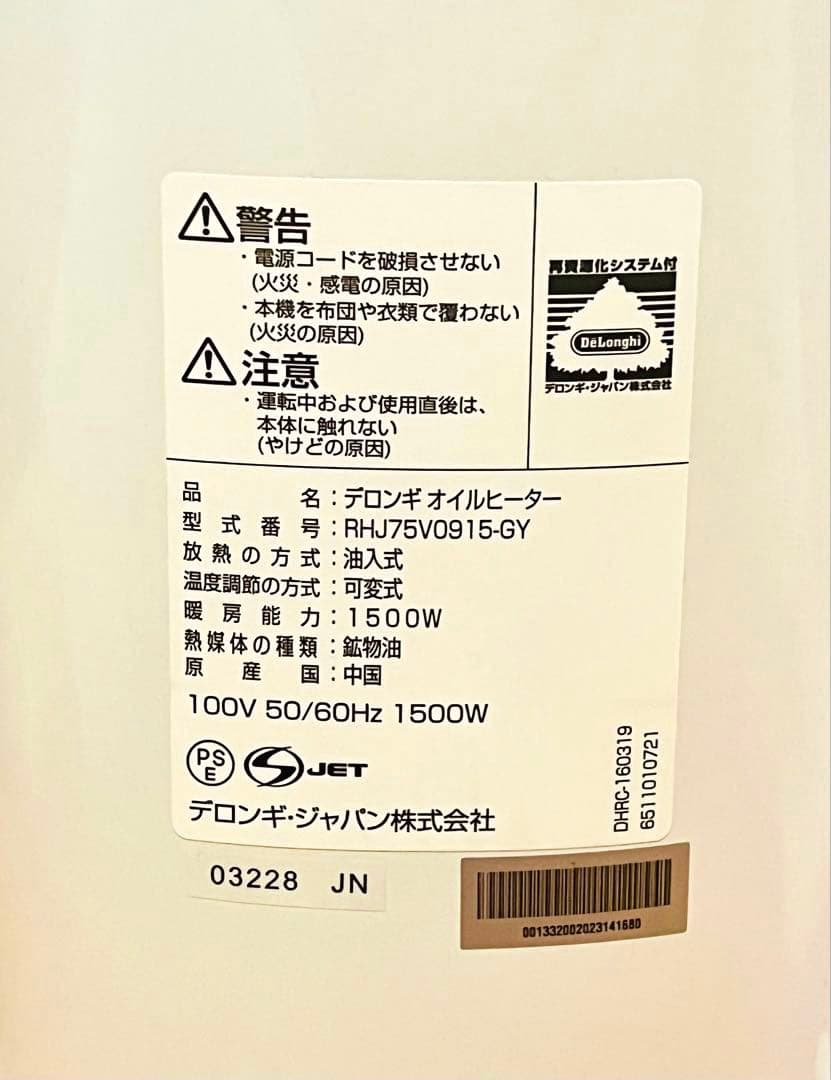 警告
・電源コードを破損させない
(火災・感電の原因)
・本機を布団や衣類で覆わない
(火災の原因)
注意
・運転中および使用直後は、
本体に触れない
(やけどの原因)
再資源化システム付
DeLonghi
デロンギ・ジャパン株式会社
品名：デロンギ オイルヒーター
型式番号：RHJ75V0915-GY
放熱の方式：油入式
温度調節の方式：可変式
暖房能力：1500W
熱媒体の種類：鉱物油
原産国：中国
100V 50/60Hz 1500W
PS
E
JET
デロンギ・ジャパン株式会社
DHRC-160319
6511010721
03228 JN
001332002023141680